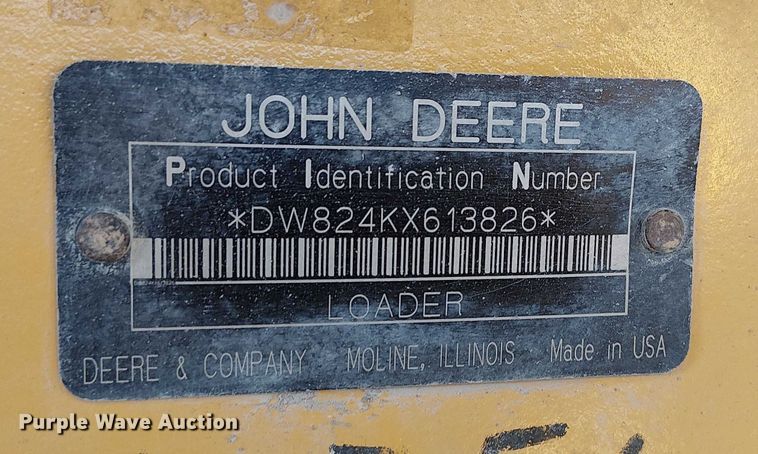 JOHN DEERE
Product Identification Number
*DW824KX613826*
LOADER
DEERE & COMPANY MOLINE, ILLINOIS Made in USA
Purple Wave Auction